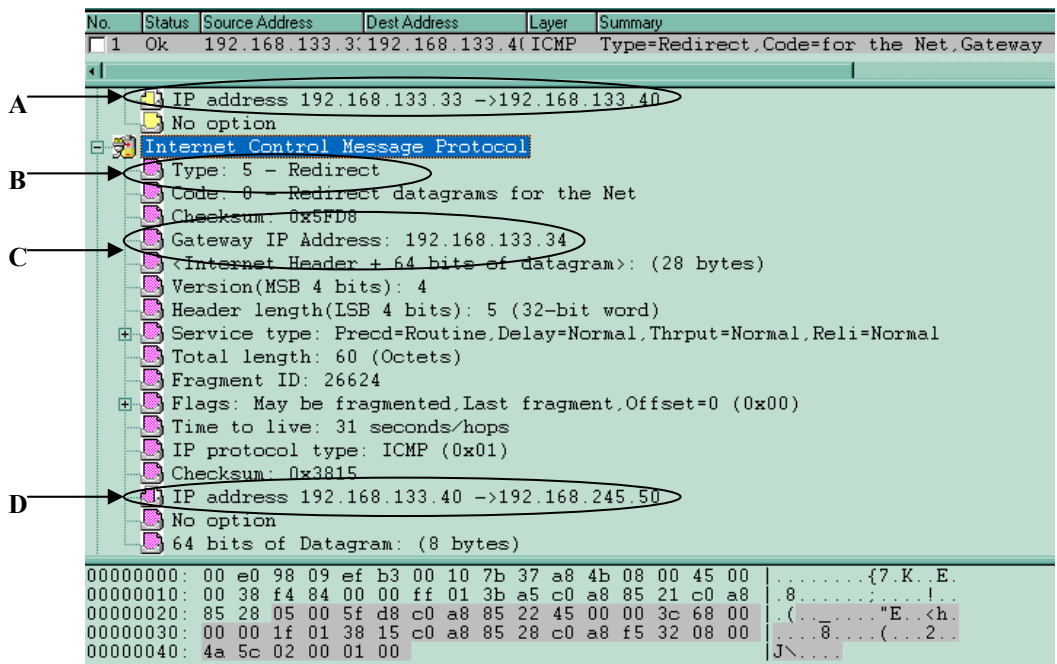 No. Status Source Address Dest Address Layer Summary
1 Ok 192.168.133.3 192.168.133.4 ICMP Type=Redirect,Code=for the Net,Gateway
A
IP address 192.168.133.33 ->192.168.133.40
No option
Internet Control Message Protocol
B
Type: 5 - Redirect
Code: 0 - Redirect datagrams for the Net
Checksum: 0x5FD8
C
Gateway IP Address: 192.168.133.34
<Internet Header + 64 bits of datagram>: (28 bytes)
Version(MSB 4 bits): 4
Header length(LSB 4 bits): 5 (32-bit word)
Service type: Precd=Routine,Delay=Normal,Thrput=Normal,Reli=Normal
Total length: 60 (Octets)
Fragment ID: 26624
Flags: May be fragmented,Last fragment,Offset=0 (0x00)
Time to live: 31 seconds/hops
IP protocol type: ICMP (0x01)
Checksum: 0x3815
D
IP address 192.168.133.40 ->192.168.245.50
No option
64 bits of Datagram: (8 bytes)
00000000: 00 e0 98 09 ef b3 00 10 7b 37 a8 4b 08 00 45 00 |........{7.K..E.
00000010: 00 38 f4 84 00 00 ff 01 3b a5 c0 a8 85 21 c0 a8 |.8......;....!..
00000020: 85 28 05 00 5f d8 c0 a8 85 22 45 00 00 3c 68 00 |.(.._...."E..<h.
00000030: 00 00 1f 01 38 15 c0 a8 85 28 c0 a8 f5 32 08 00 |....8....(...2..
00000040: 4a 5c 02 00 01 00 |J\....